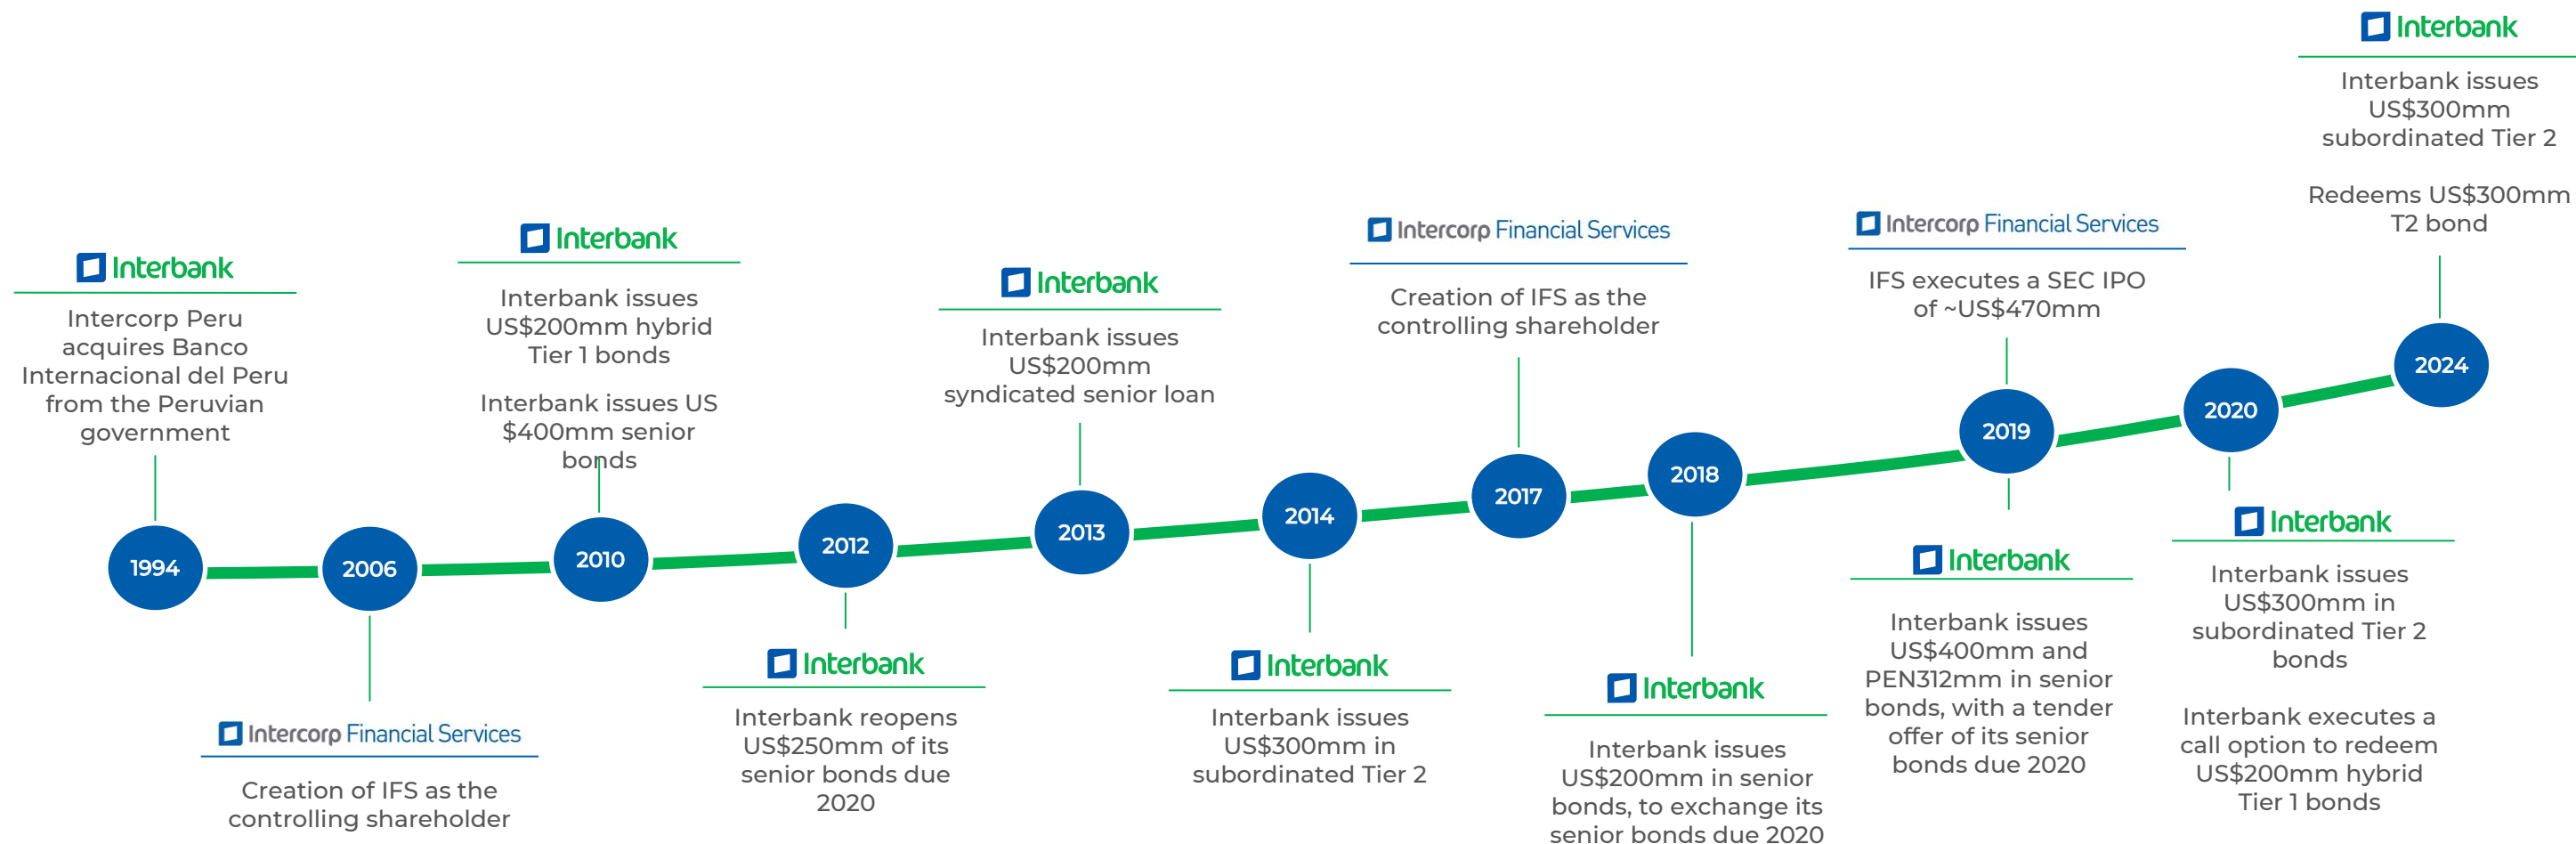 Interbank
Intercorp Peru
acquires Banco
Internacional del Peru
from the Peruvian
government
1994
2006
Intercorp Financial Services
Creation of IFS as the
controlling shareholder
Interbank
Interbank issues
US$200mm hybrid
Tier 1 bonds
Interbank issues US
$400mm senior
bonds
2010
2012
Interbank
Interbank reopens
US$250mm of its
senior bonds due
2020
Interbank
Interbank issues
US$200mm
syndicated senior loan
2013
2014
Interbank
Interbank issues
US$300mm in
subordinated Tier 2
Intercorp Financial Services
Creation of IFS as the
controlling shareholder
2017
2018
Interbank
Interbank issues
US$200mm in senior
bonds, to exchange its
senior bonds due 2020
Intercorp Financial Services
IFS executes a SEC IPO
of ~US$470mm
2019
Interbank
Interbank issues
US$400mm and
PEN312mm in senior
bonds, with a tender
offer of its senior
bonds due 2020
2020
Interbank
Interbank issues
US$300mm in
subordinated Tier 2
bonds
Interbank executes a
call option to redeem
US$200mm hybrid
Tier 1 bonds
Interbank
Interbank issues
US$300mm
subordinated Tier 2
Redeems US$300mm
T2 bond
2024